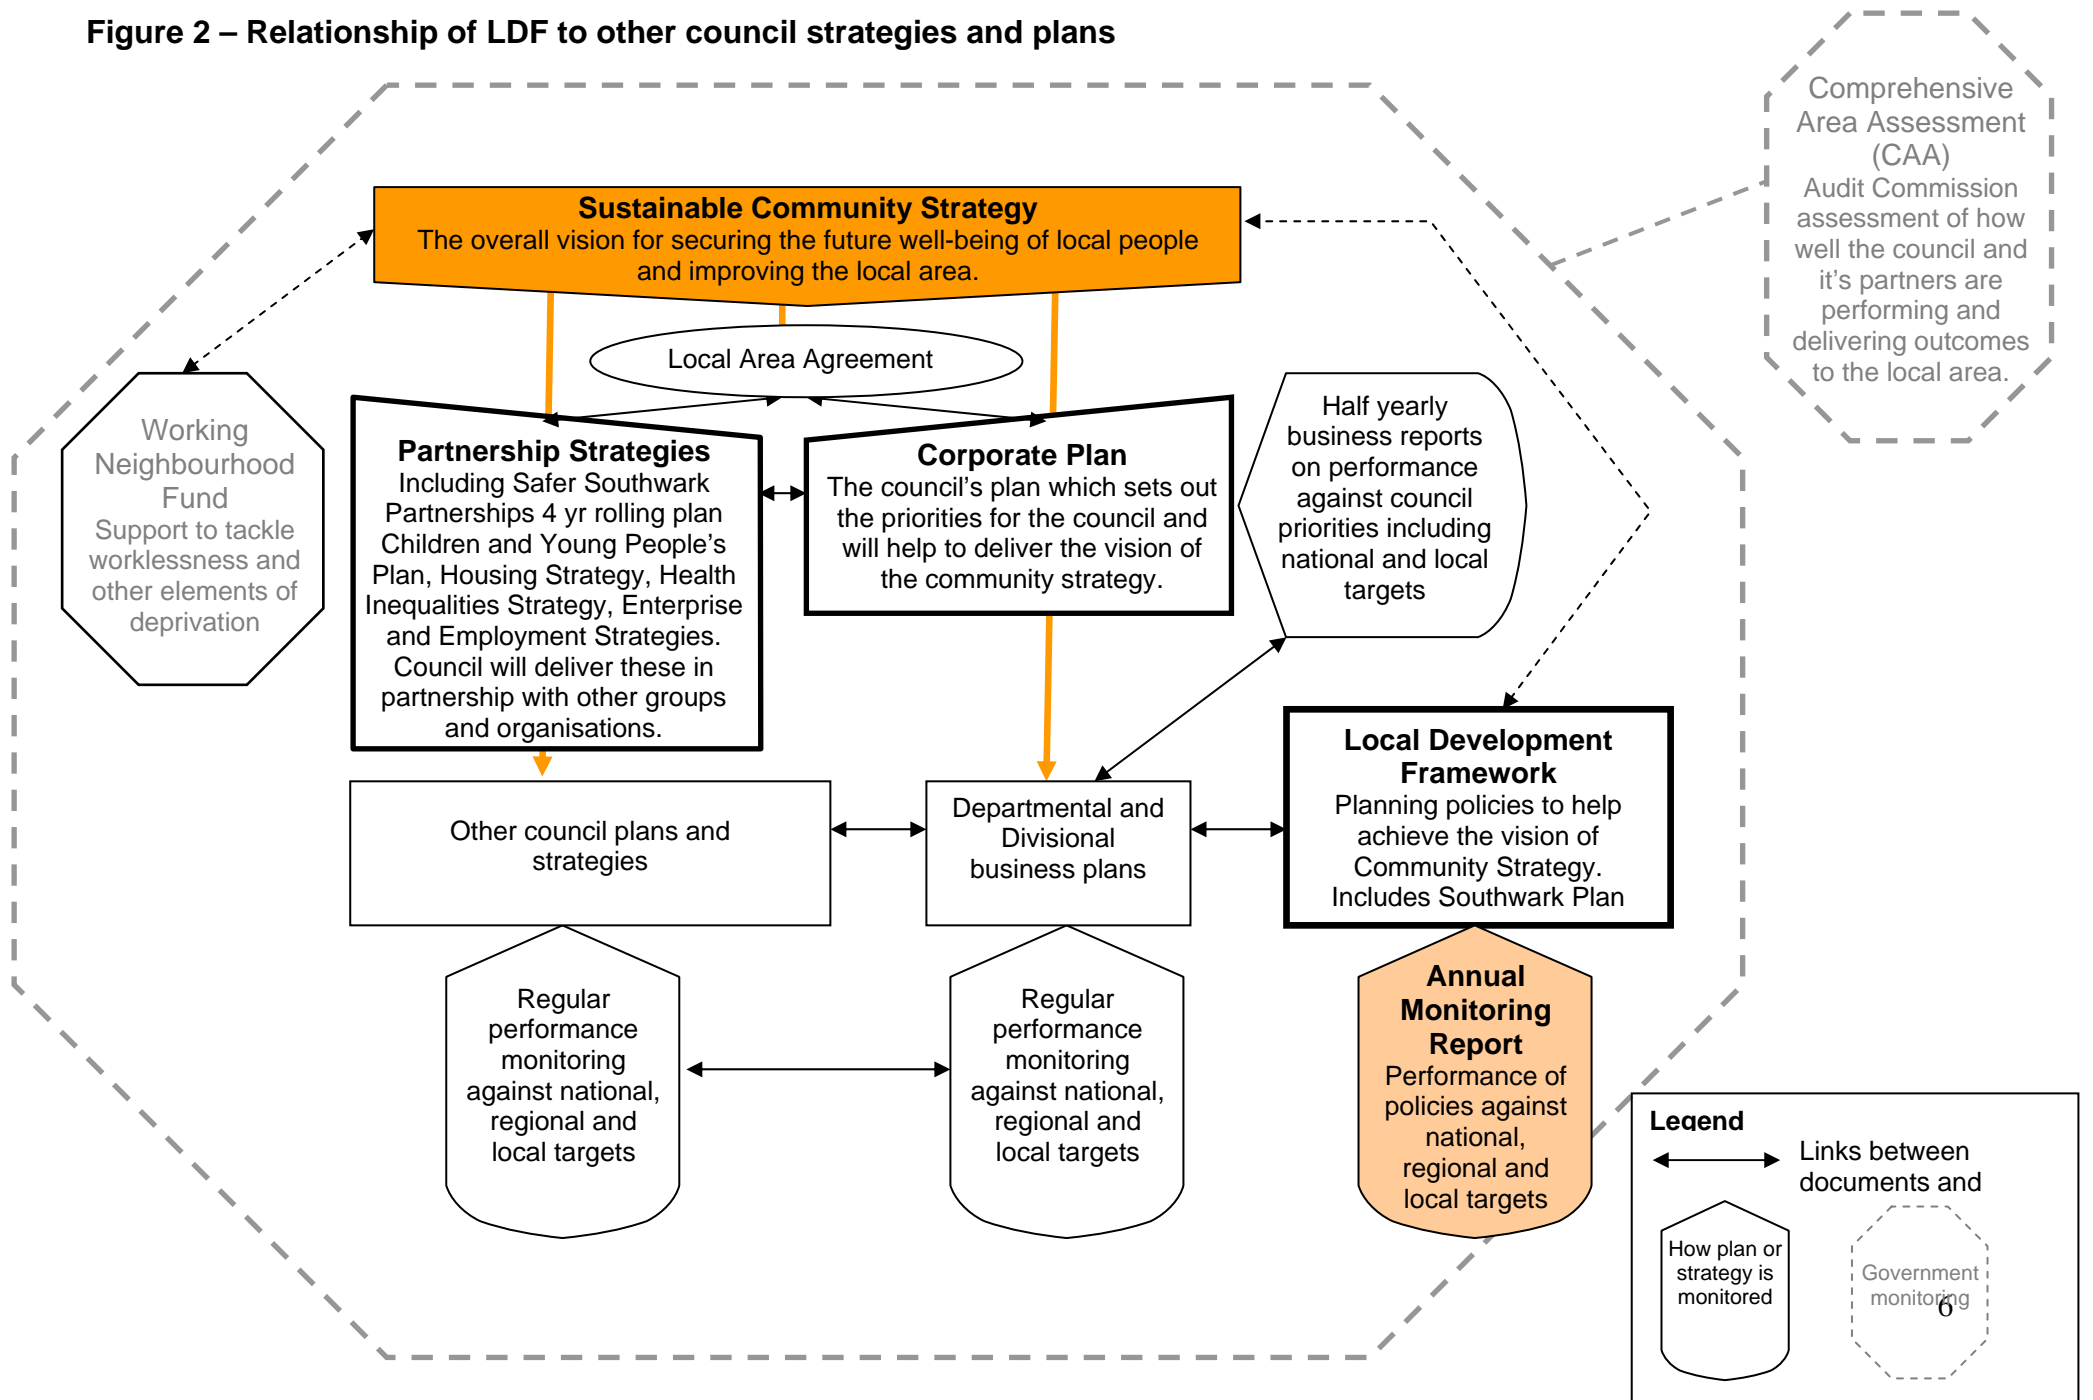 Figure 2 – Relationship of LDF to other council strategies and plans
Comprehensive
Area Assessment
(CAA)
Audit Commission
assessment of how
well the council and
it's partners are
performing and
delivering outcomes
to the local area.
Sustainable Community Strategy
The overall vision for securing the future well-being of local people
and improving the local area.
Local Area Agreement
Working
Neighbourhood
Fund
Support to tackle
worklessness and
other elements of
deprivation
Partnership Strategies
Including Safer Southwark
Partnerships 4 yr rolling plan
Children and Young People's
Plan, Housing Strategy, Health
Inequalities Strategy, Enterprise
and Employment Strategies.
Council will deliver these in
partnership with other groups
and organisations.
Corporate Plan
The council's plan which sets out
the priorities for the council and
will help to deliver the vision of
the community strategy.
Half yearly
business reports
on performance
against council
priorities including
national and local
targets
Other council plans and
strategies
Departmental and
Divisional
business plans
Local Development
Framework
Planning policies to help
achieve the vision of
Community Strategy.
Includes Southwark Plan
Regular
performance
monitoring
against national,
regional and
local targets
Regular
performance
monitoring
against national,
regional and
local targets
Annual
Monitoring
Report
Performance of
policies against
national,
regional and
local targets
Legend
Links between
documents and
How plan or
strategy is
monitored
Government
monitoring
6